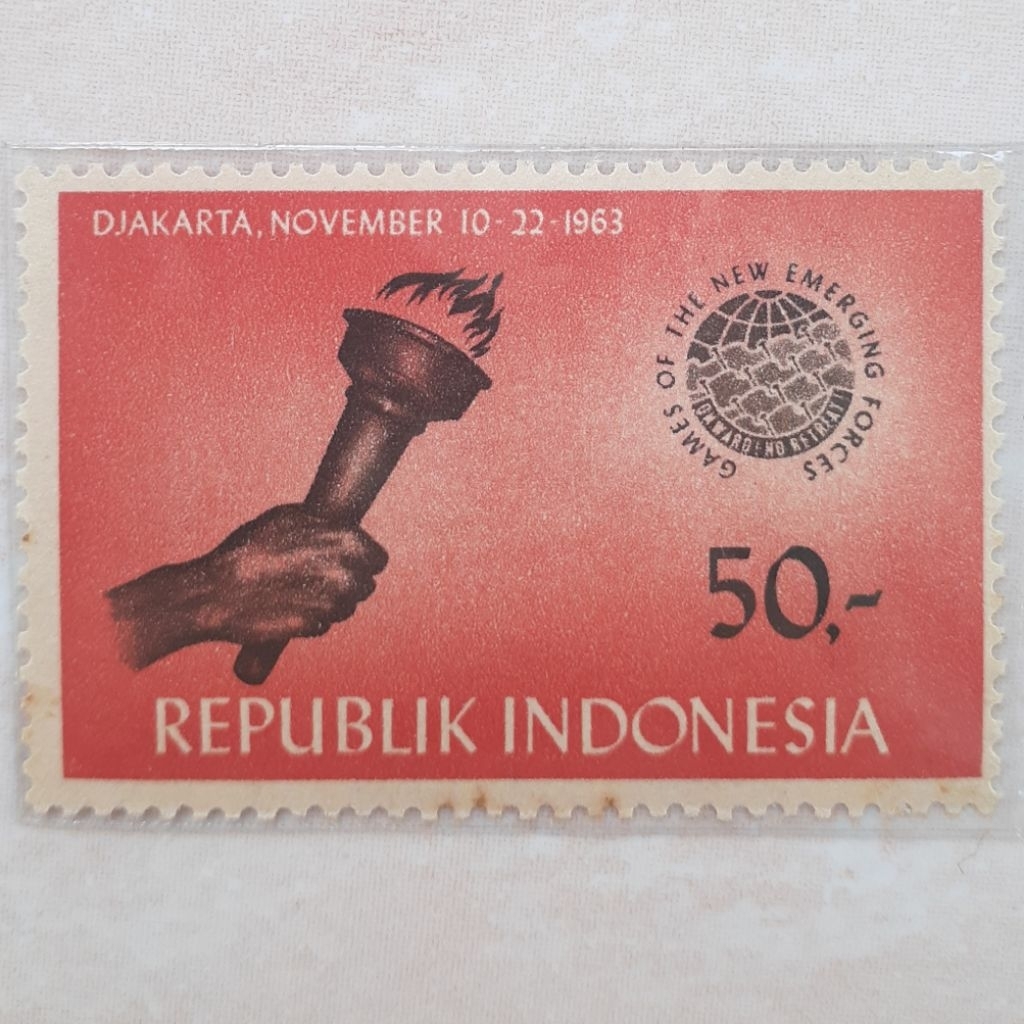 DJAKARTA, NOVEMBER 10-22-1963
GAMES OF THE NEW EMERGING FORCES
ONWARD-NO RETREAT
50,-
REPUBLIK INDONESIA